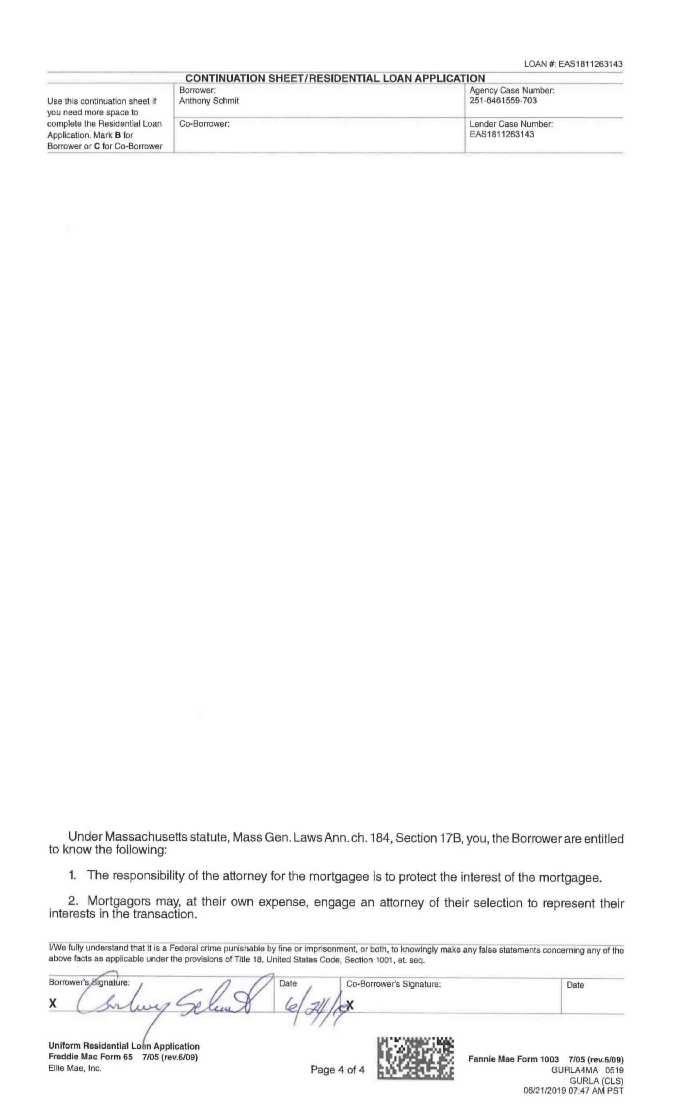 LOAN #: EAS1811263143
CONTINUATION SHEET/RESIDENTIAL LOAN APPLICATION
Use this continuation sheet if
you need more space to
complete the Residential Loan
Application. Mark B for
Borrower or C for Co-Borrower
Borrower:
Anthony Schmit
Agency Case Number:
251-6461559-703
Co-Borrower:
Lender Case Number:
EAS1811263143
Under Massachusetts statute, Mass Gen. Laws Ann. ch. 184, Section 17B, you, the Borrower are entitled
to know the following:
1. The responsibility of the attorney for the mortgagee is to protect the interest of the mortgagee.
2. Mortgagors may, at their own expense, engage an attorney of their selection to represent their
interests in the transaction.
I/We fully understand that it is a Federal crime punishable by fine or imprisonment, or both, to knowingly make any false statements concerning any of the
above facts as applicable under the provisions of Title 18, United States Code, Section 1001, et. seq.
Borrower's Signature:
X
Date
6/24/
Co-Borrower's Signature:
X
Date
Uniform Residential Loan Application
Freddie Mac Form 65 7/05 (rev.6/09)
Ellie Mae, Inc.
Page 4 of 4
Fannie Mae Form 1003 7/05 (rev.6/09)
GURLA4MA 0519
GURLA (CLS)
06/21/2019 07:47 AM PST